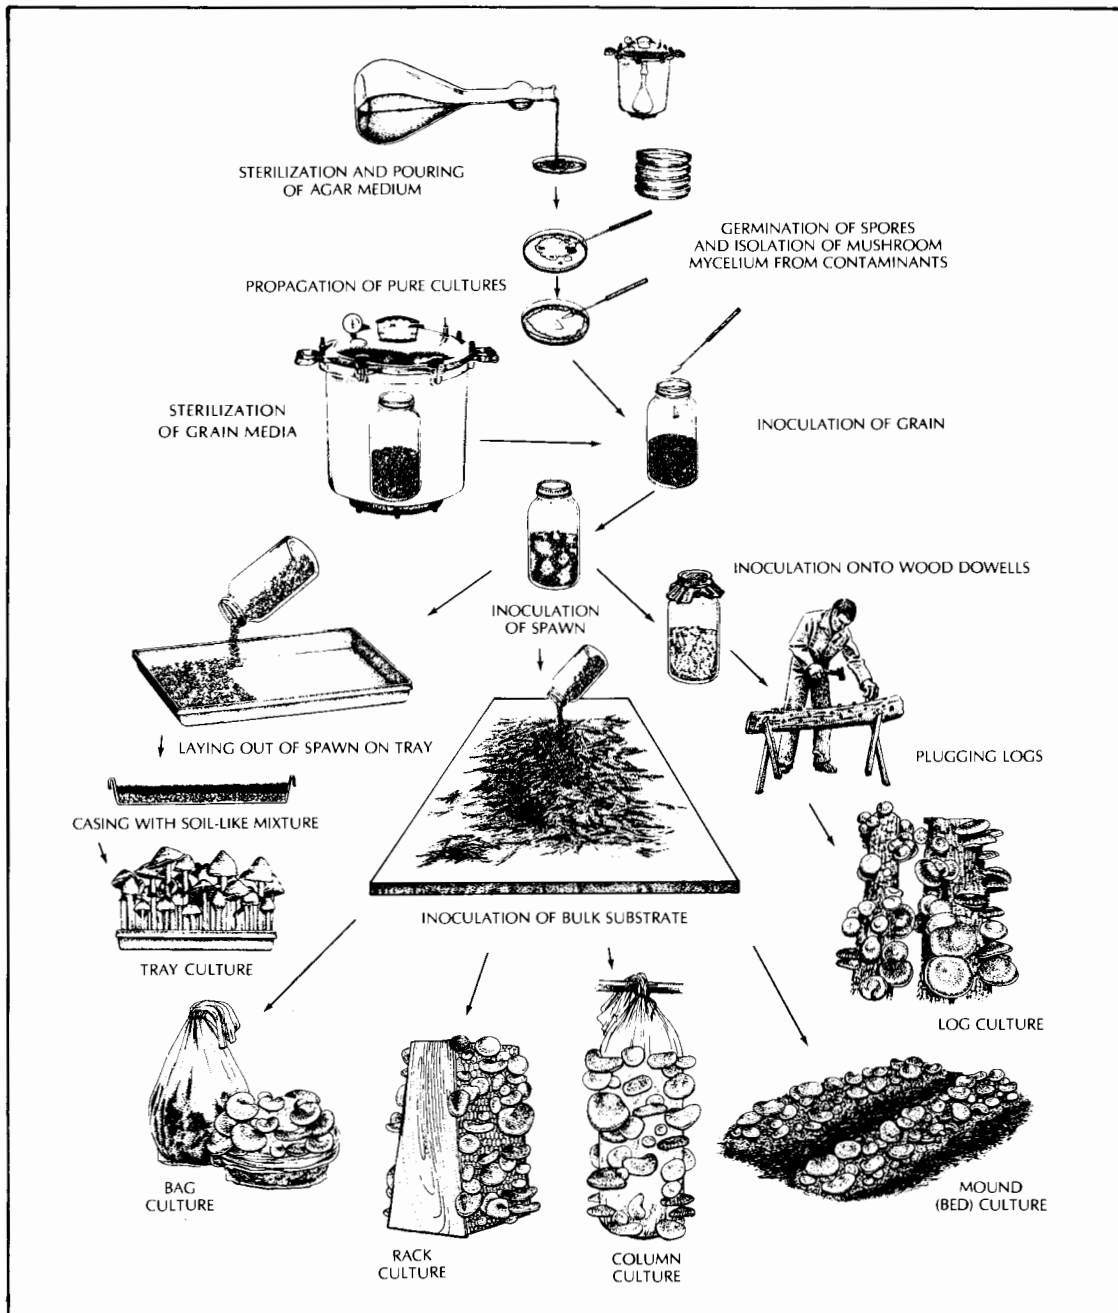 STERILIZATION AND POURING
OF AGAR MEDIUM
GERMINATION OF SPORES
AND ISOLATION OF MUSHROOM
MYCELIUM FROM CONTAMINANTS
PROPAGATION OF PURE CULTURES
STERILIZATION
OF GRAIN MEDIA
INOCULATION OF GRAIN
INOCULATION
OF SPAWN
INOCULATION ONTO WOOD DOWELLS
LAYING OUT OF SPAWN ON TRAY
PLUGGING LOGS
CASING WITH SOIL-LIKE MIXTURE
INOCULATION OF BULK SUBSTRATE
TRAY CULTURE
LOG CULTURE
BAG
CULTURE
RACK
CULTURE
COLUMN
CULTURE
MOUND
(BED) CULTURE